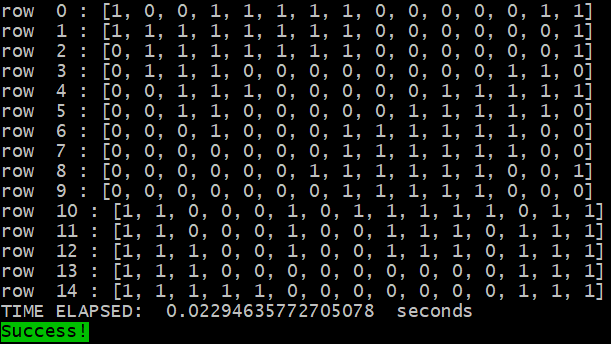 row 0 : [1, 0, 0, 1, 1, 1, 1, 1, 0, 0, 0, 0, 0, 1, 1]
row 1 : [1, 1, 1, 1, 1, 1, 1, 1, 0, 0, 0, 0, 0, 0, 1]
row 2 : [0, 1, 1, 1, 1, 1, 1, 1, 0, 0, 0, 0, 0, 0, 0]
row 3 : [0, 1, 1, 1, 0, 0, 0, 0, 0, 0, 0, 0, 1, 1, 0]
row 4 : [0, 0, 1, 1, 1, 0, 0, 0, 0, 0, 1, 1, 1, 1, 1]
row 5 : [0, 0, 1, 1, 0, 0, 0, 0, 0, 1, 1, 1, 1, 1, 0]
row 6 : [0, 0, 0, 1, 0, 0, 0, 1, 1, 1, 1, 1, 1, 0, 0]
row 7 : [0, 0, 0, 0, 0, 0, 0, 1, 1, 1, 1, 1, 1, 0, 0]
row 8 : [0, 0, 0, 0, 0, 0, 1, 1, 1, 1, 1, 1, 0, 0, 0]
row 9 : [0, 0, 0, 0, 0, 0, 0, 1, 1, 1, 1, 1, 0, 0, 0]
row 10 : [1, 1, 0, 0, 0, 1, 0, 1, 1, 1, 1, 1, 0, 1, 1]
row 11 : [1, 1, 0, 0, 0, 1, 0, 0, 1, 1, 1, 0, 1, 1, 1]
row 12 : [1, 1, 1, 0, 0, 1, 0, 0, 1, 1, 0, 1, 1, 1, 1]
row 13 : [1, 1, 1, 0, 0, 0, 0, 0, 0, 0, 0, 0, 1, 1, 1]
row 14 : [1, 1, 1, 1, 1, 0, 0, 0, 0, 0, 0, 0, 1, 1, 1]
TIME ELAPSED: 0.02294635772705078 seconds
Success!